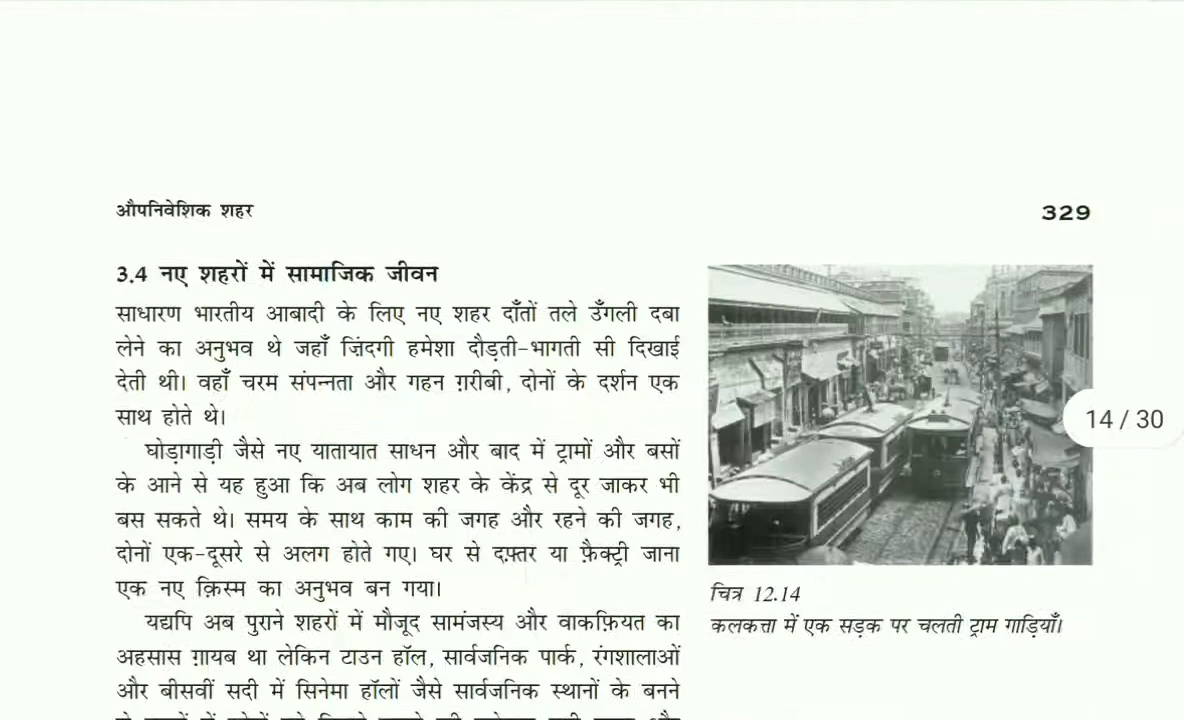 औपनिवेशिक शहर
329
3.4 नए शहरों में सामाजिक जीवन
साधारण भारतीय आबादी के लिए नए शहर दाँतों तले उँगली दबा
लेने का अनुभव थे जहाँ ज़िंदगी हमेशा दौड़ती-भागती सी दिखाई
देती थी। वहाँ चरम संपन्नता और गहन ग़रीबी, दोनों के दर्शन एक
साथ होते थे।
घोड़ागाड़ी जैसे नए यातायात साधन और बाद में ट्रामों और बसों
के आने से यह हुआ कि अब लोग शहर के केंद्र से दूर जाकर भी
बस सकते थे। समय के साथ काम की जगह और रहने की जगह,
दोनों एक-दूसरे से अलग होते गए। घर से दफ़्तर या फ़ैक्ट्री जाना
एक नए क़िस्म का अनुभव बन गया।
यद्यपि अब पुराने शहरों में मौजूद सामंजस्य और वाकफ़ियत का
अहसास ग़ायब था लेकिन टाउन हॉल, सार्वजनिक पार्क, रंगशालाओं
और बीसवीं सदी में सिनेमा हॉलों जैसे सार्वजनिक स्थानों के बनने
14 / 30
चित्र 12.14
कलकत्ता में एक सड़क पर चलती ट्राम गाड़ियाँ।